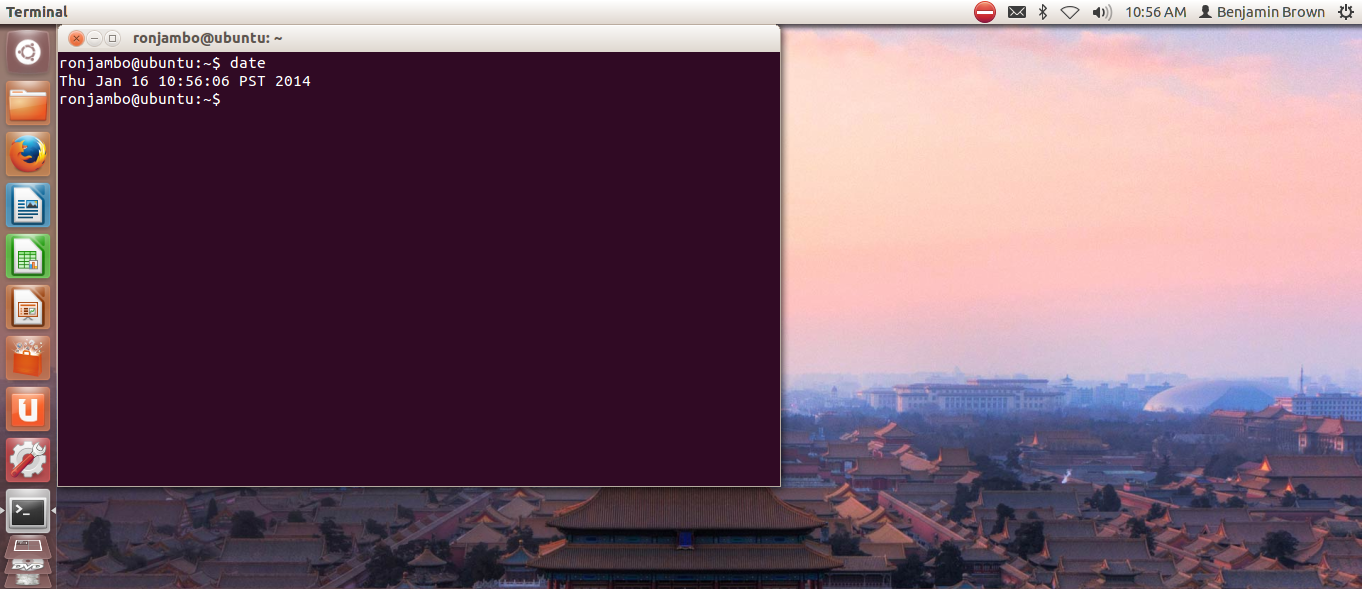 Terminal
10:56 AM
Benjamin Brown
ronjambo@ubuntu: ~
ronjambo@ubuntu:~$ date
Thu Jan 16 10:56:06 PST 2014
ronjambo@ubuntu:~$
>_
DVD